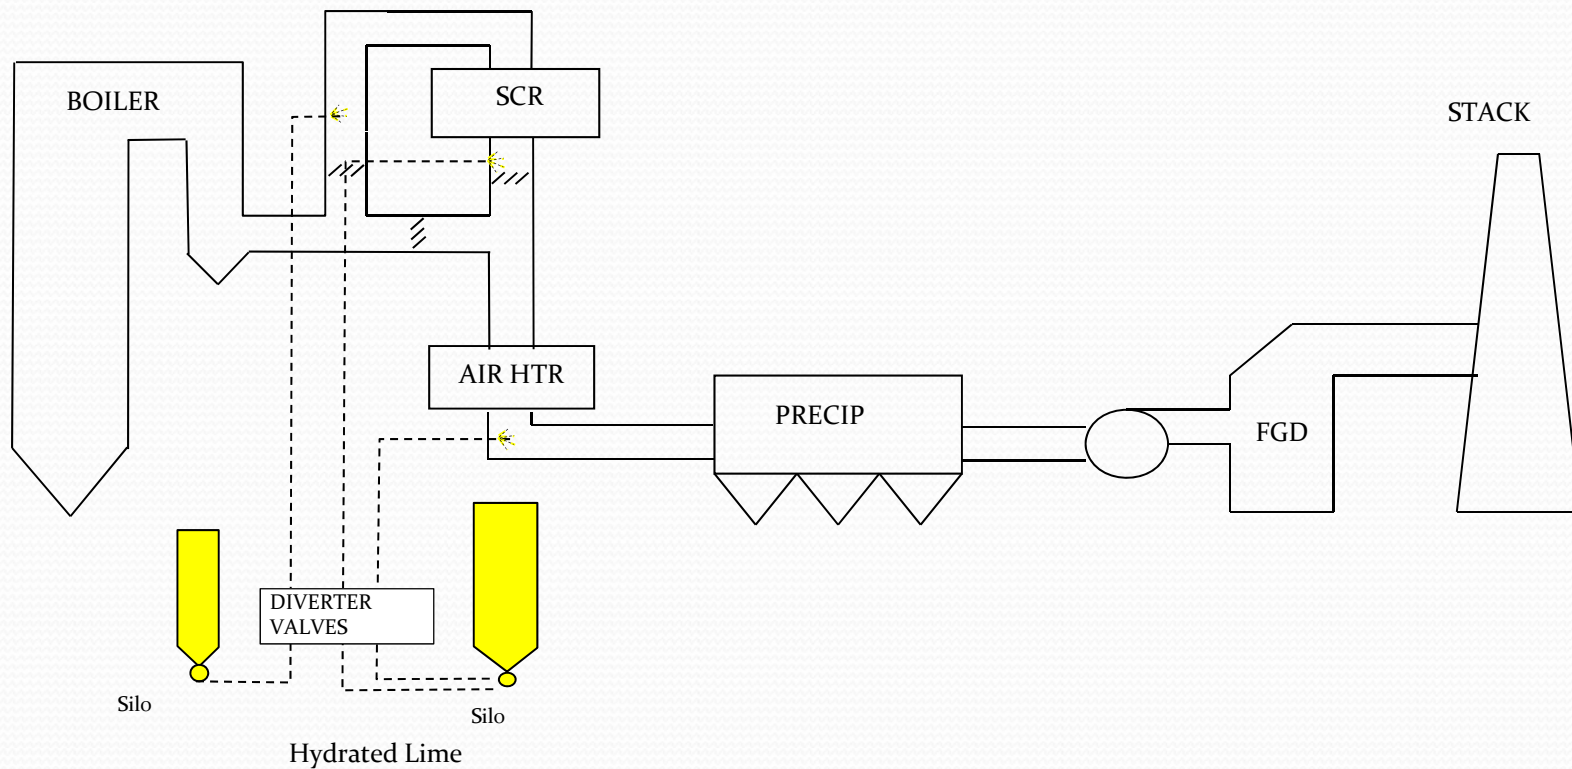 BOILER
SCR
STACK
AIR HTR
PRECIP
FGD
DIVERTER
VALVES
Silo
Silo
Hydrated Lime